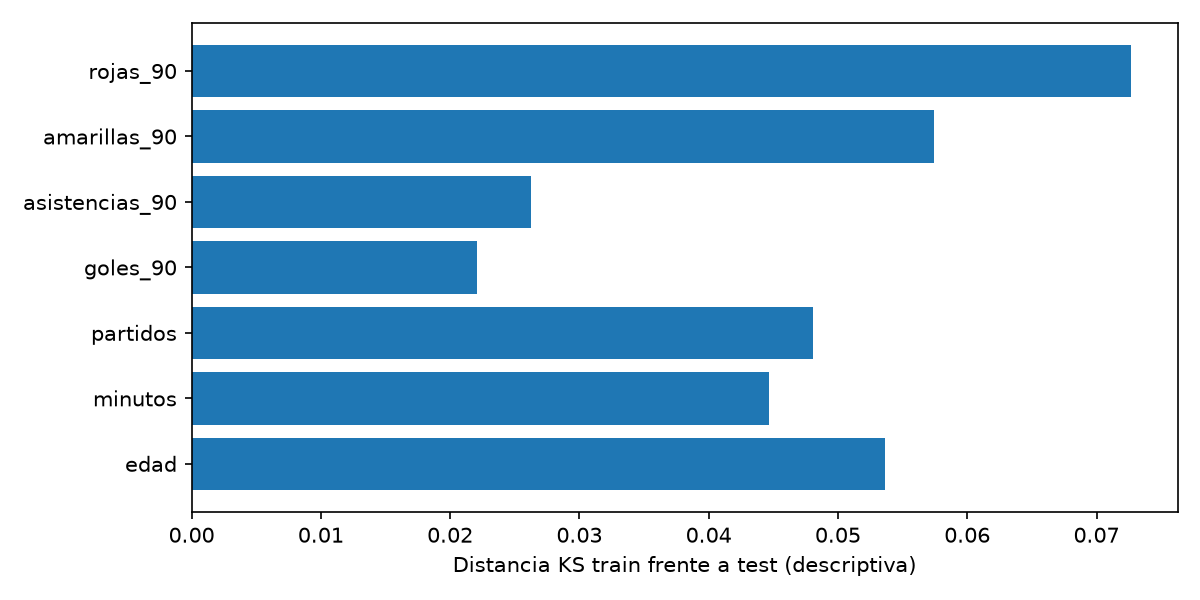 rojas_90
amarillas_90
asistencias_90
goles_90
partidos
minutos
edad
0.00 0.01 0.02 0.03 0.04 0.05 0.06 0.07
Distancia KS train frente a test (descriptiva)